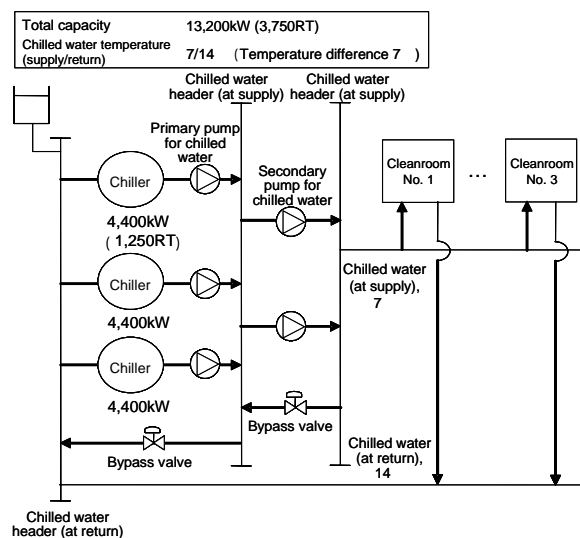 Total capacity 13,200kW (3,750RT)
Chilled water temperature
(supply/return)
7/14 (Temperature difference 7 )
Chilled water
header (at supply)
Chilled water
header (at supply)
Primary pump
for chilled
water
Secondary
pump for
chilled water
Cleanroom
No. 1
...
Cleanroom
No. 3
Chiller
4,400kW
( 1,250RT)
Chilled water
(at supply),
7
Chiller
4,400kW
Chiller
4,400kW
Bypass valve
Bypass valve
Chilled water
(at return),
14
Chilled water
header (at return)